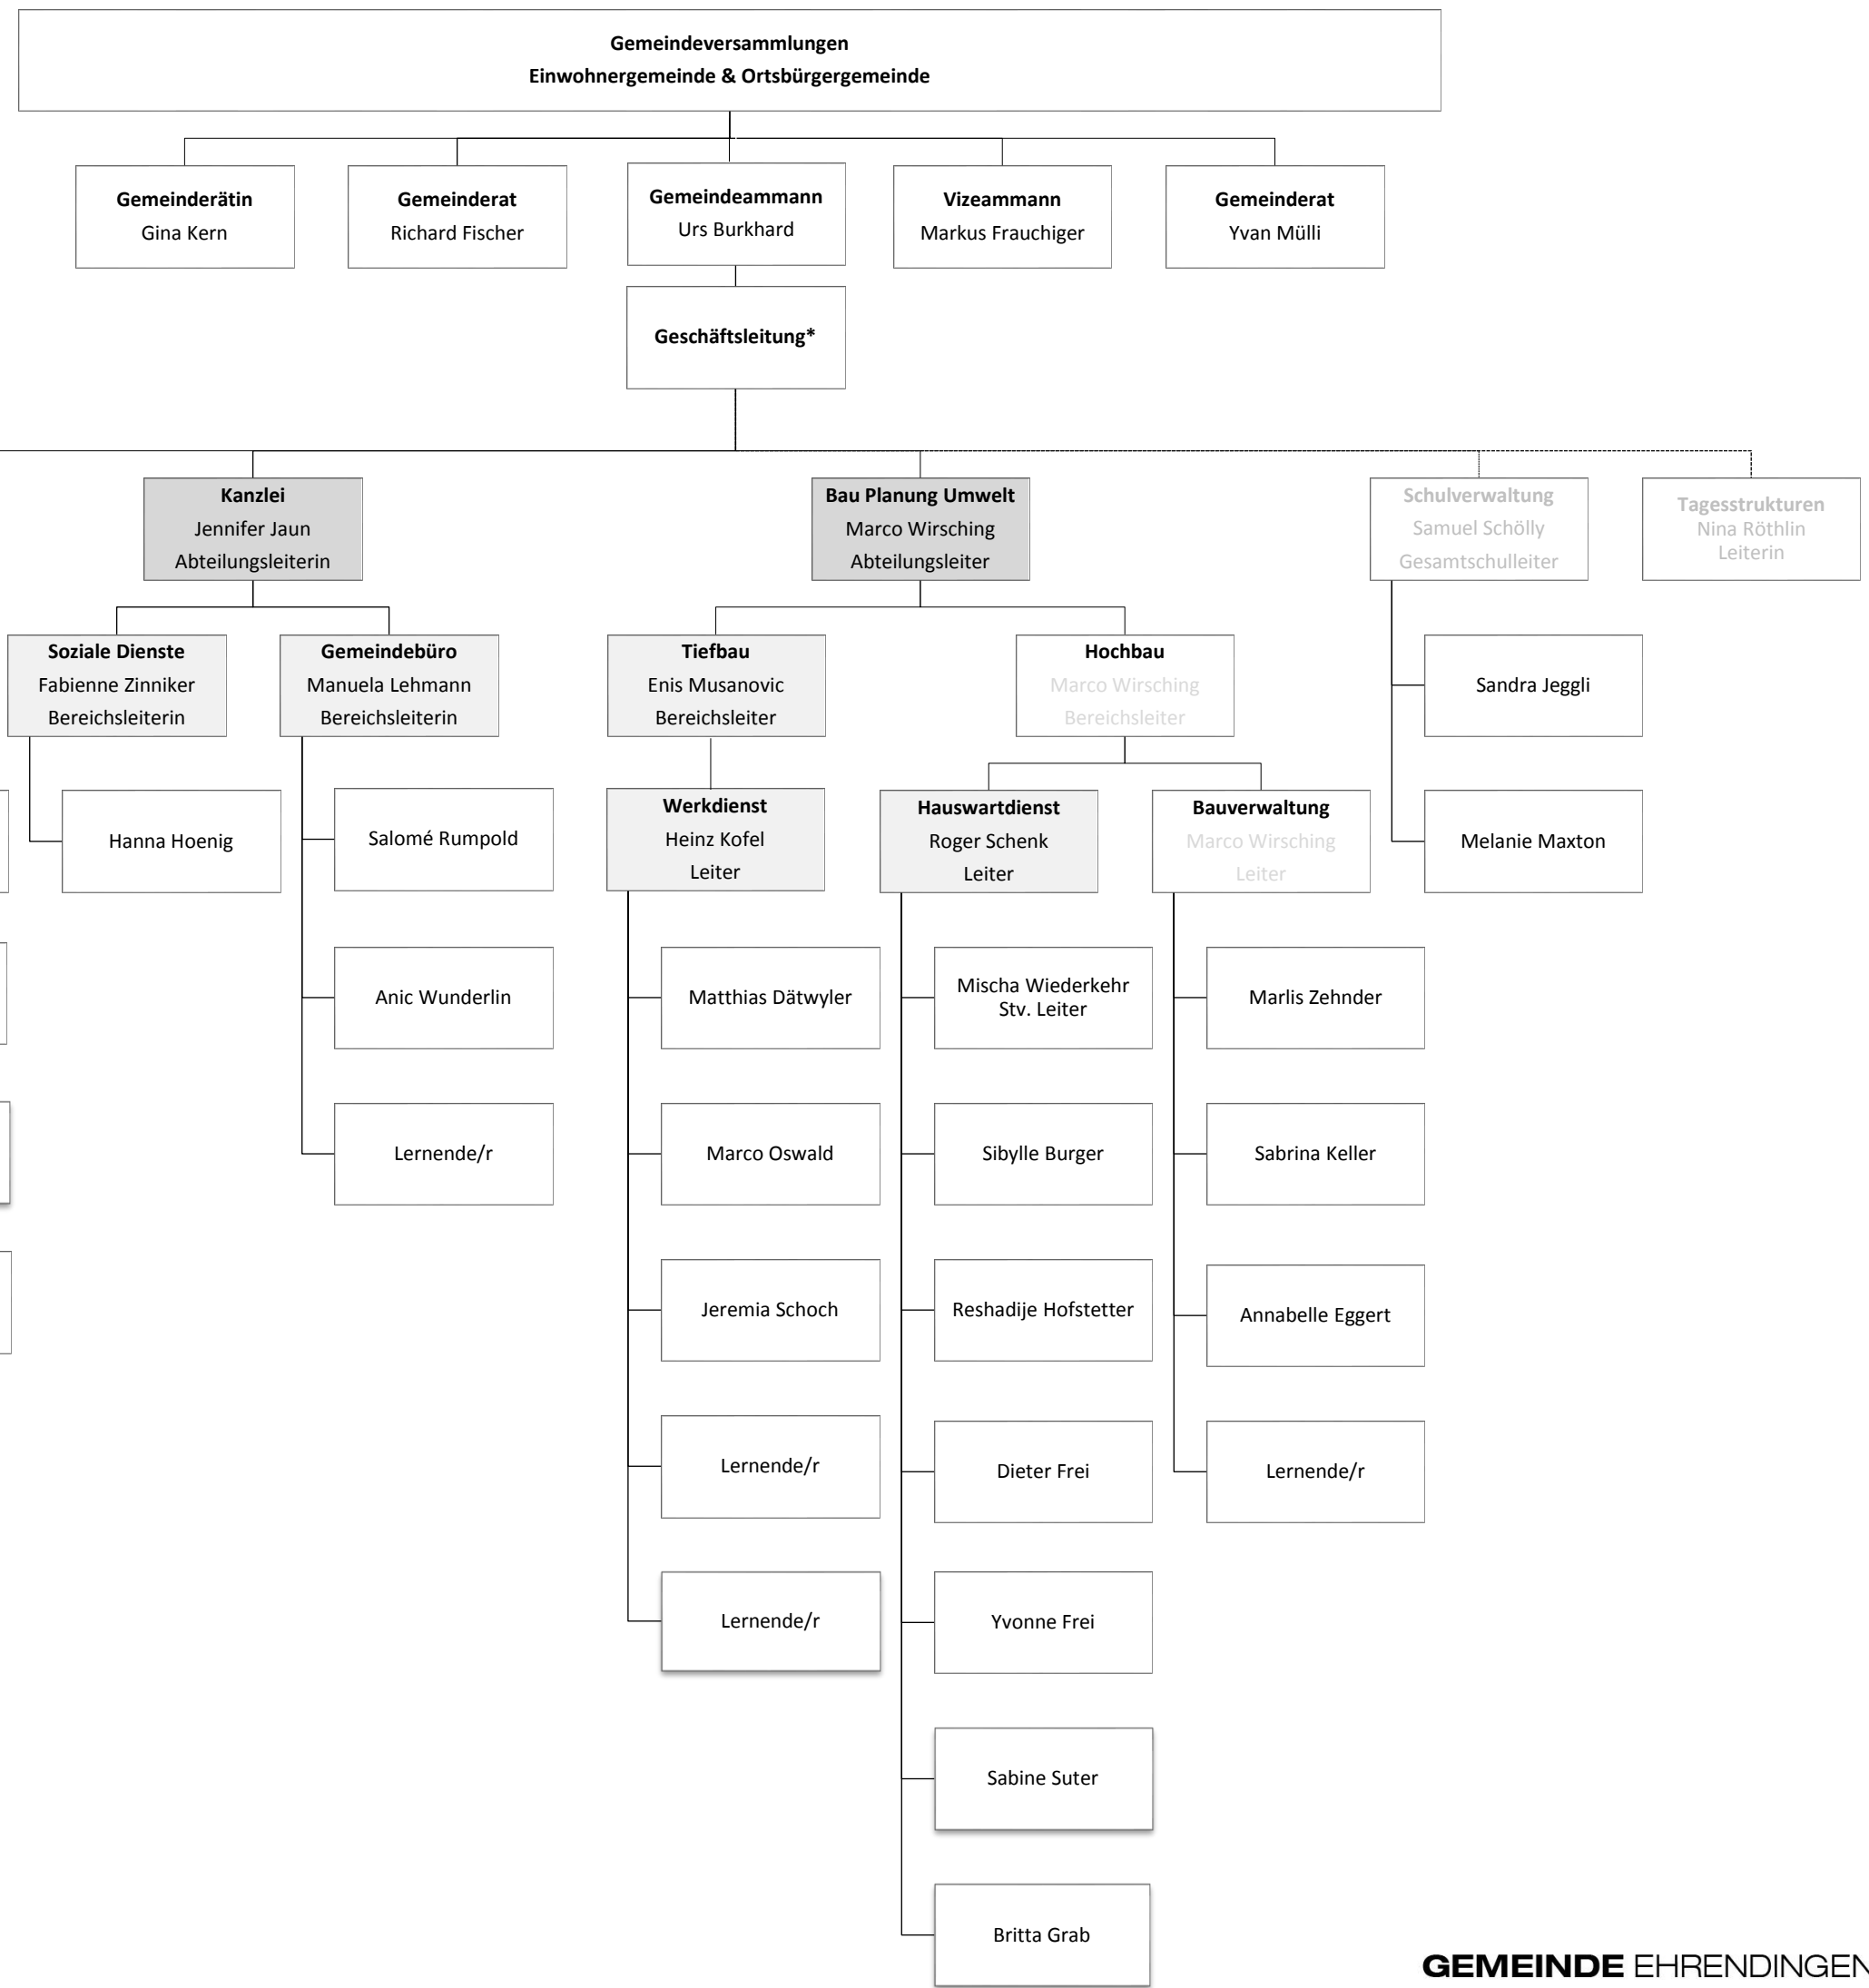 Gemeindeversammlungen
Einwohnergemeinde & Ortsbürgergemeinde
Gemeinderätin
Gina Kern
Gemeinderat
Richard Fischer
Gemeindeammann
Urs Burkhard
Vizeammann
Markus Frauchiger
Gemeinderat
Yvan Mülli
Geschäftsleitung*
Kanzlei
Jennifer Jaun
Abteilungsleiterin
Bau Planung Umwelt
Marco Wirsching
Abteilungsleiter
Schulverwaltung
Samuel Schölly
Gesamtschulleiter
Tagesstrukturen
Nina Röthlin
Leiterin
Soziale Dienste
Fabienne Zinniker
Bereichsleiterin
Gemeindebüro
Manuela Lehmann
Bereichsleiterin
Tiefbau
Enis Musanovic
Bereichsleiter
Hochbau
Marco Wirsching
Bereichsleiter
Sandra Jeggli
Hanna Hoenig
Salomé Rumpold
Werkdienst
Heinz Kofel
Leiter
Hauswartdienst
Roger Schenk
Leiter
Bauverwaltung
Marco Wirsching
Leiter
Melanie Maxton
Anic Wunderlin
Matthias Dätwyler
Mischa Wiederkehr
Stv. Leiter
Marlis Zehnder
Lernende/r
Marco Oswald
Sibylle Burger
Sabrina Keller
Jeremia Schoch
Reshadije Hofstetter
Annabelle Eggert
Lernende/r
Dieter Frei
Lernende/r
Lernende/r
Yvonne Frei
Sabine Suter
Britta Grab
GEMEINDE EHRENDINGEN